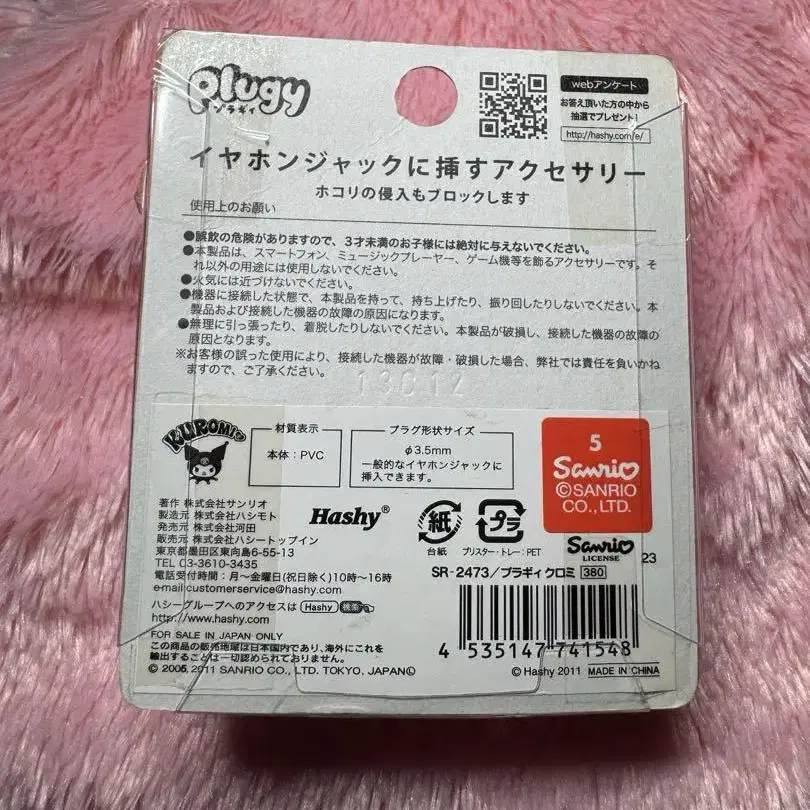 Plugy
プラギィ
webアンケート
お答え頂いた方の中から
抽選でプレゼント!
http://hashy.com/e/
イヤホンジャックに挿すアクセサリー
ホコリの侵入もブロックします
使用上のお願い
●誤飲の危険がありますので、3才未満のお子様には絶対に与えないでください。
●本製品は、スマートフォン、ミュージックプレーヤー、ゲーム機等を飾るアクセサリーです。そ
れ以外の用途には使用しないでください。
●火気には近づけないでください。
●機器に接続した状態で、本製品を持って、持ち上げたり、振り回したりしないでください。本
製品および接続した機器の故障の原因になります。
●無理に引っ張ったり、着脱したりしないでください。本製品が破損し、接続した機器の故障の
原因となります。
※お客様の誤った使用により、接続した機器が故障・破損した場合、弊社では責任を負いかね
ますので、ご了承ください。
13C12
KUROMI
材質表示
本体:PVC
プラグ形状サイズ
φ3.5mm
一般的なイヤホンジャックに
挿入できます。
5
Sanrio
©SANRIO
CO., LTD.
著作 株式会社サンリオ
製造元 株式会社ハシモト
発売元 株式会社河田
販売元 株式会社ハシートップイン
東京都墨田区東向島6-55-13
TEL 03-3610-3435
電話受付時間:月〜金曜日(祝日除く)10時〜16時
e-mail customerservice@hashy.com
ハシーグループへのアクセスは Hashy 検索
http://www.hashy.com
Hashy®
紙
台紙
プラ
ブリスター・トレー:PET
Sanrio
LICENSE
23
SR-2473/プラギィ クロミ 380
4 535147 741548
FOR SALE IN JAPAN ONLY
この商品の販売地域は日本国内であり、海外にこれを
輸出することは一切認められておりません。
© 2005, 2011 SANRIO CO., LTD. TOKYO, JAPAN Ⓛ
© Hashy 2011 MADE IN CHINA